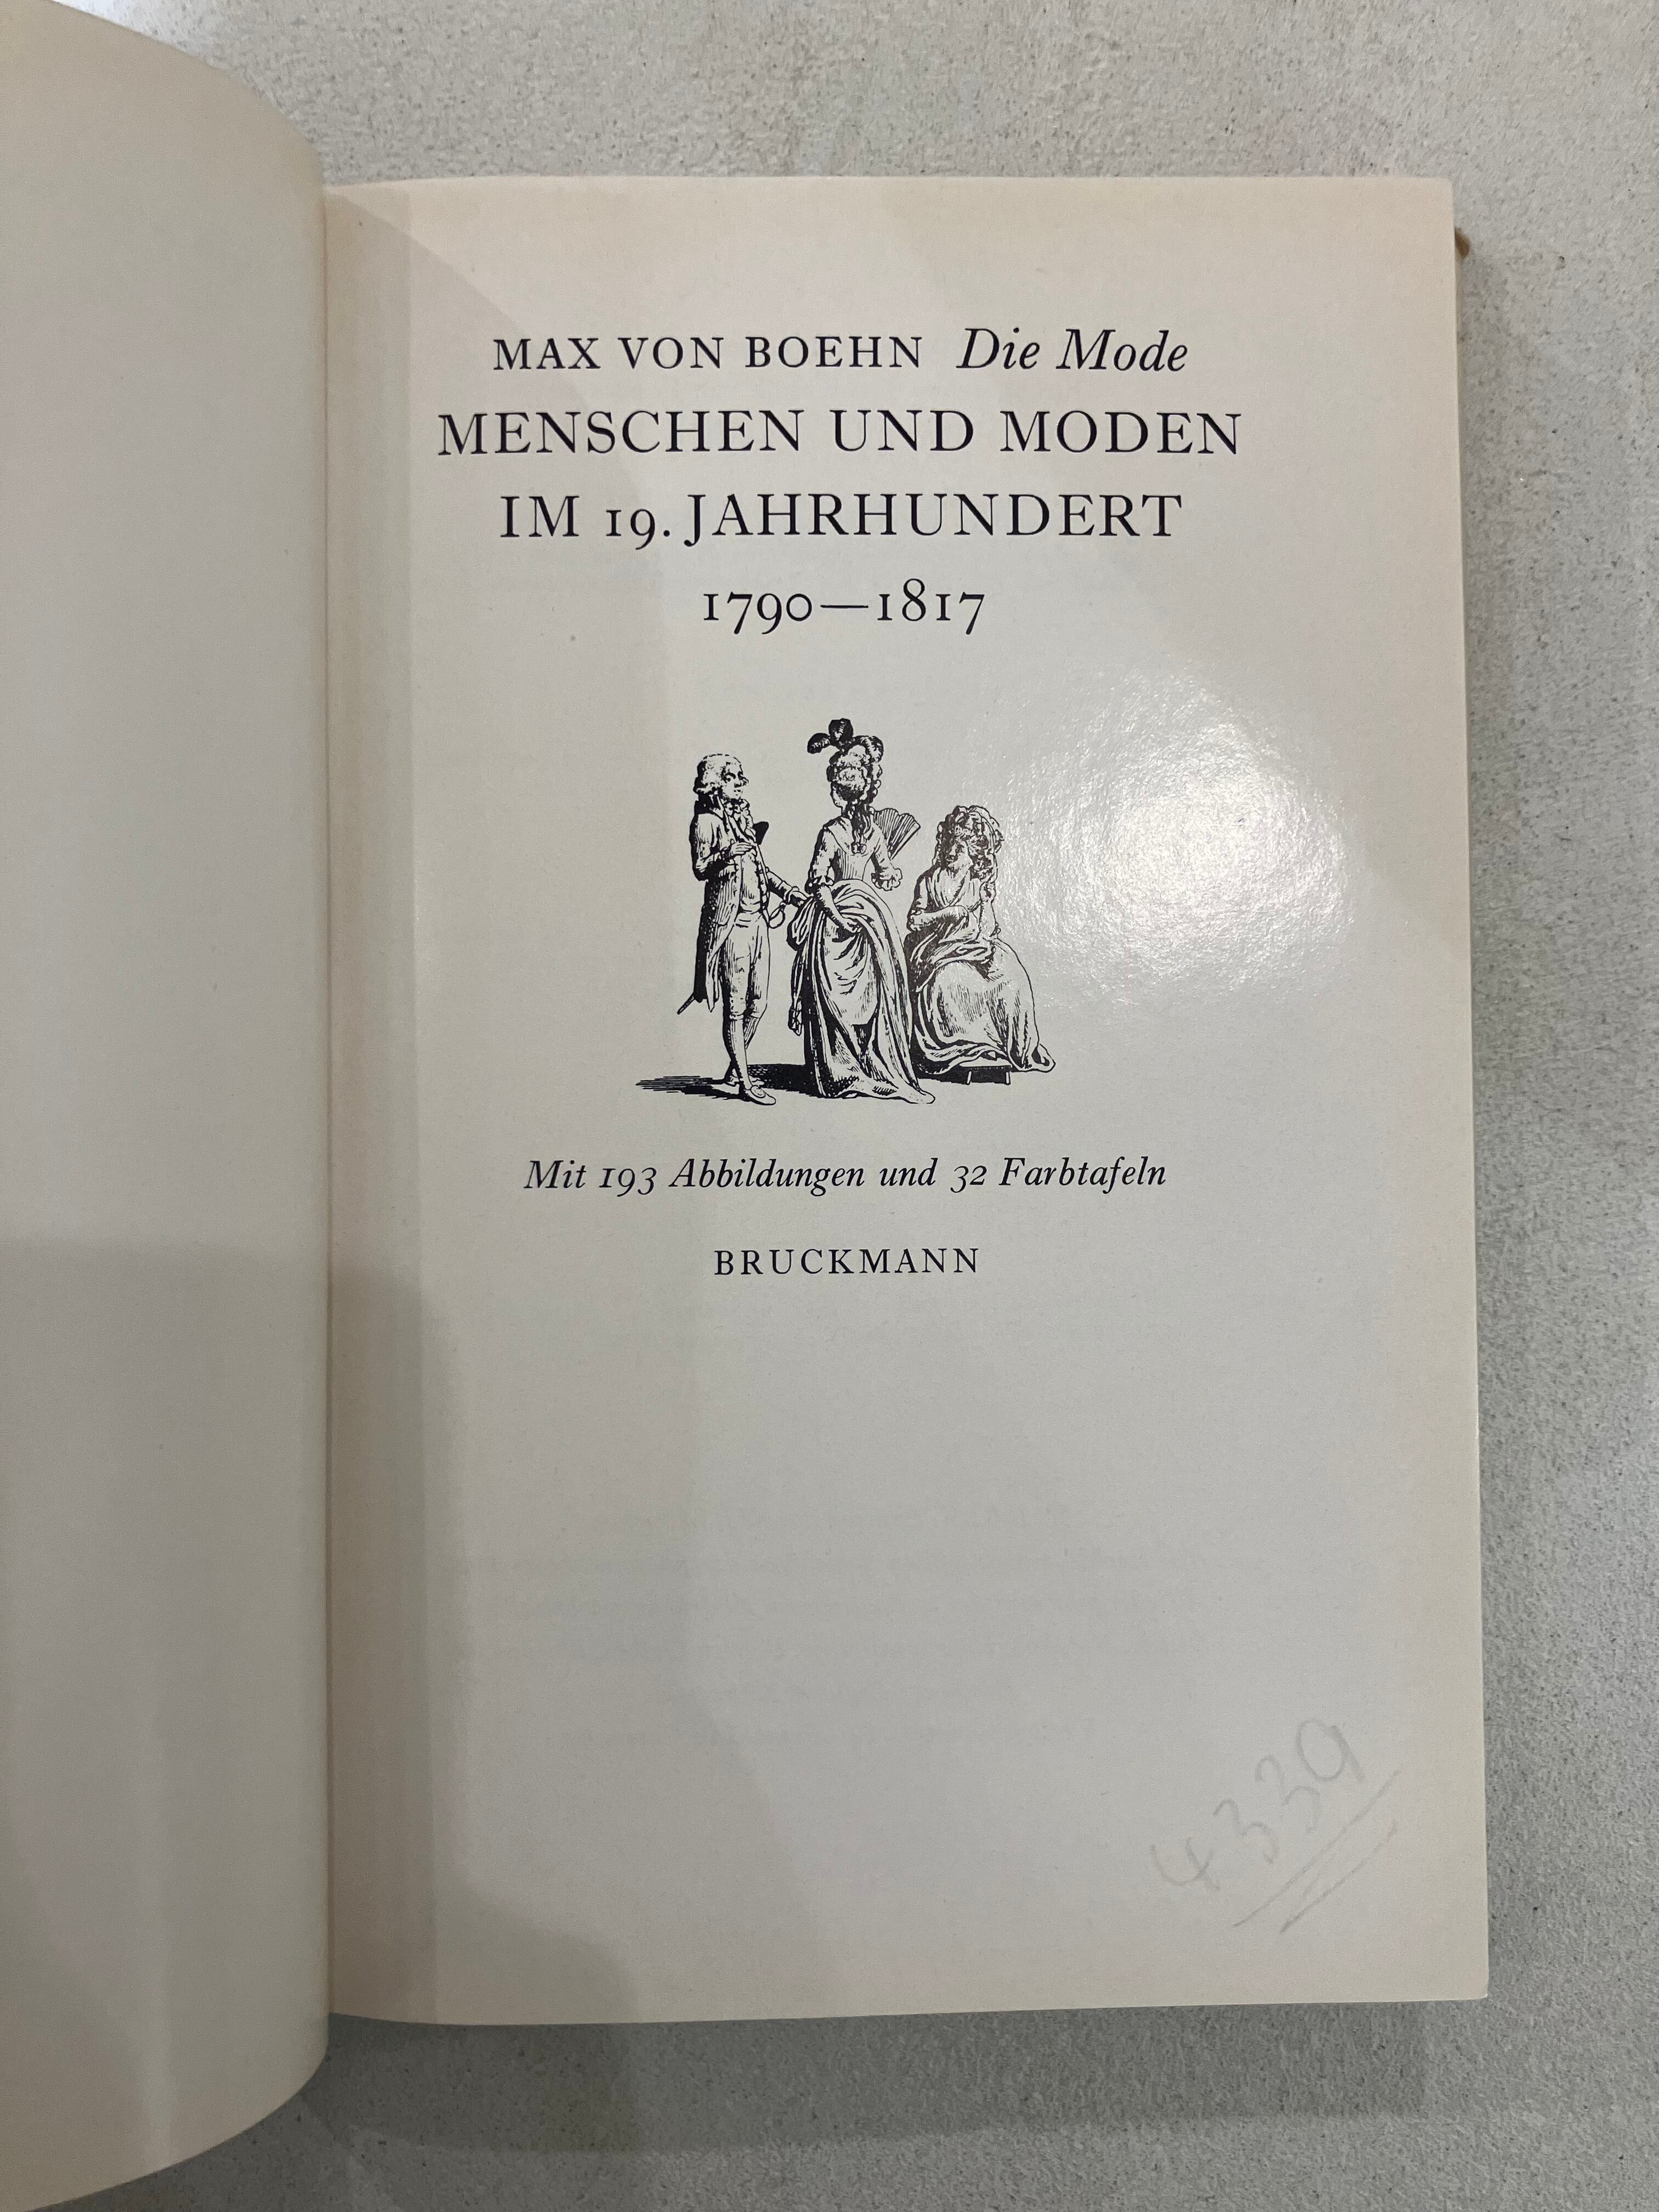 MAX VON BOEHN Die Mode
MENSCHEN UND MODEN
IM 19. JAHRHUNDERT
1790—1817
Mit 193 Abbildungen und 32 Farbtafeln
BRUCKMANN
4339